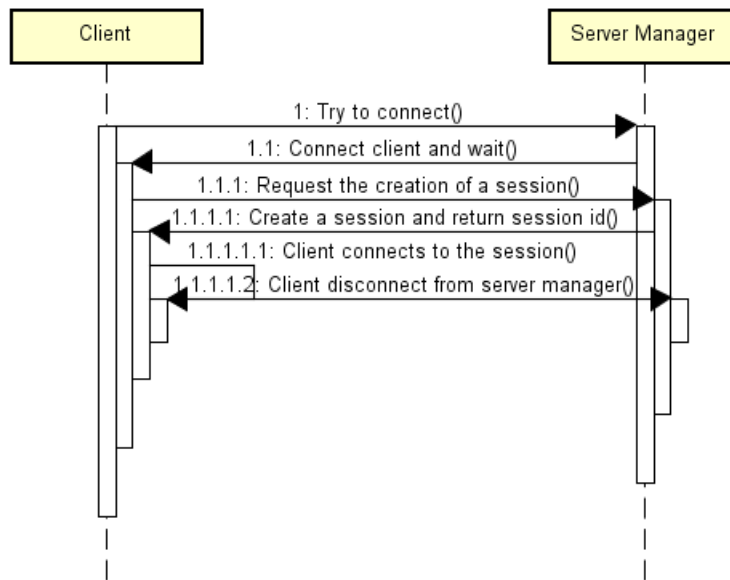 Client
Server Manager
1: Try to connect()
1.1: Connect client and wait()
1.1.1: Request the creation of a session()
1.1.1.1: Create a session and return session id()
1.1.1.1.1: Client connects to the session()
1.1.1.1.2: Client disconnect from server manager()